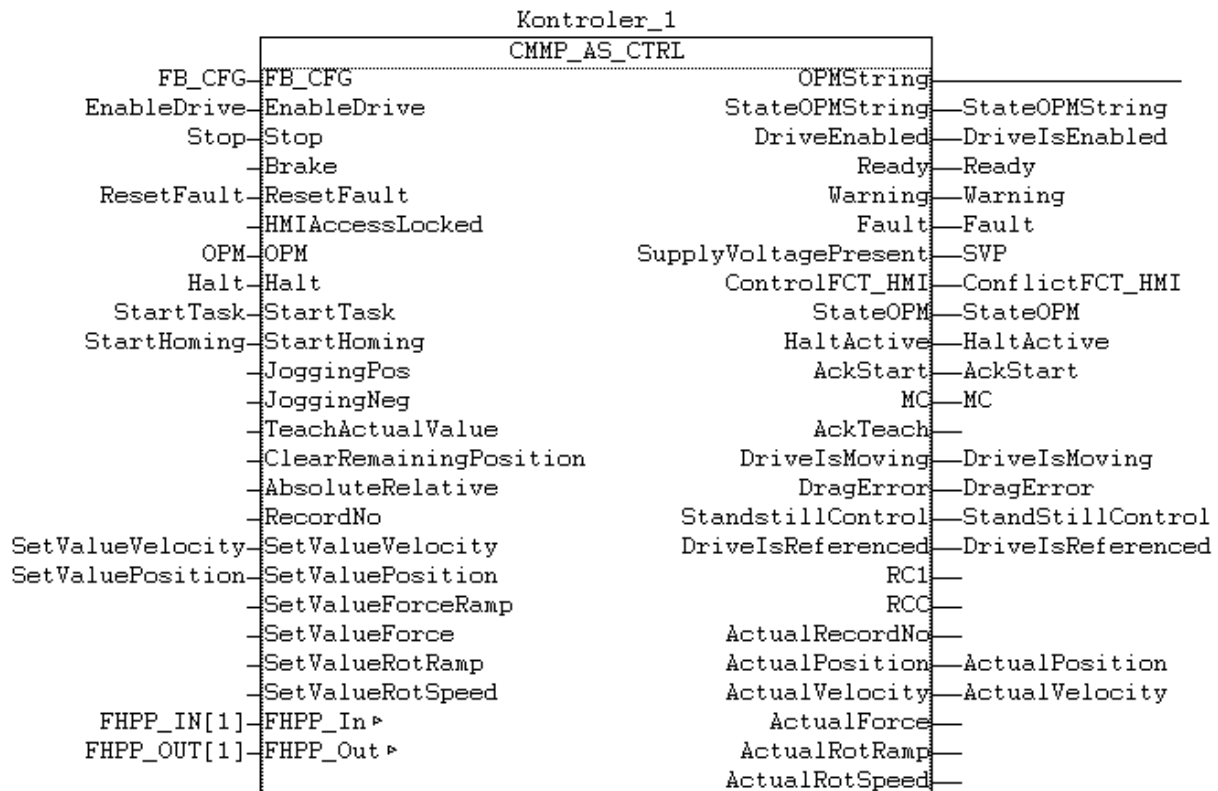 Kontroler_1
CMMP_AS_CTRL
FB_CFG FB_CFG OPMString
EnableDrive EnableDrive StateOPMString StateOPMString
Stop Stop DriveEnabled DriveIsEnabled
Brake Ready Ready
ResetFault ResetFault Warning Warning
HMIAccessLocked Fault Fault
OPM OPM SupplyVoltagePresent SVP
Halt Halt ControlFCT_HMI ConflictFCT_HMI
StartTask StartTask StateOPM StateOPM
StartHoming StartHoming HaltActive HaltActive
JoggingPos AckStart AckStart
JoggingNeg MC MC
TeachActualValue AckTeach
ClearRemainingPosition DriveIsMoving DriveIsMoving
AbsoluteRelative DragError DragError
RecordNo StandstillControl StandStillControl
SetValueVelocity SetValueVelocity DriveIsReferenced DriveIsReferenced
SetValuePosition SetValuePosition RC1
SetValueForceRamp RCC
SetValueForce ActualRecordNo
SetValueRotRamp ActualPosition ActualPosition
SetValueRotSpeed ActualVelocity ActualVelocity
FHPP_IN[1] FHPP_In ActualForce
FHPP_OUT[1] FHPP_Out ActualRotRamp
ActualRotSpeed